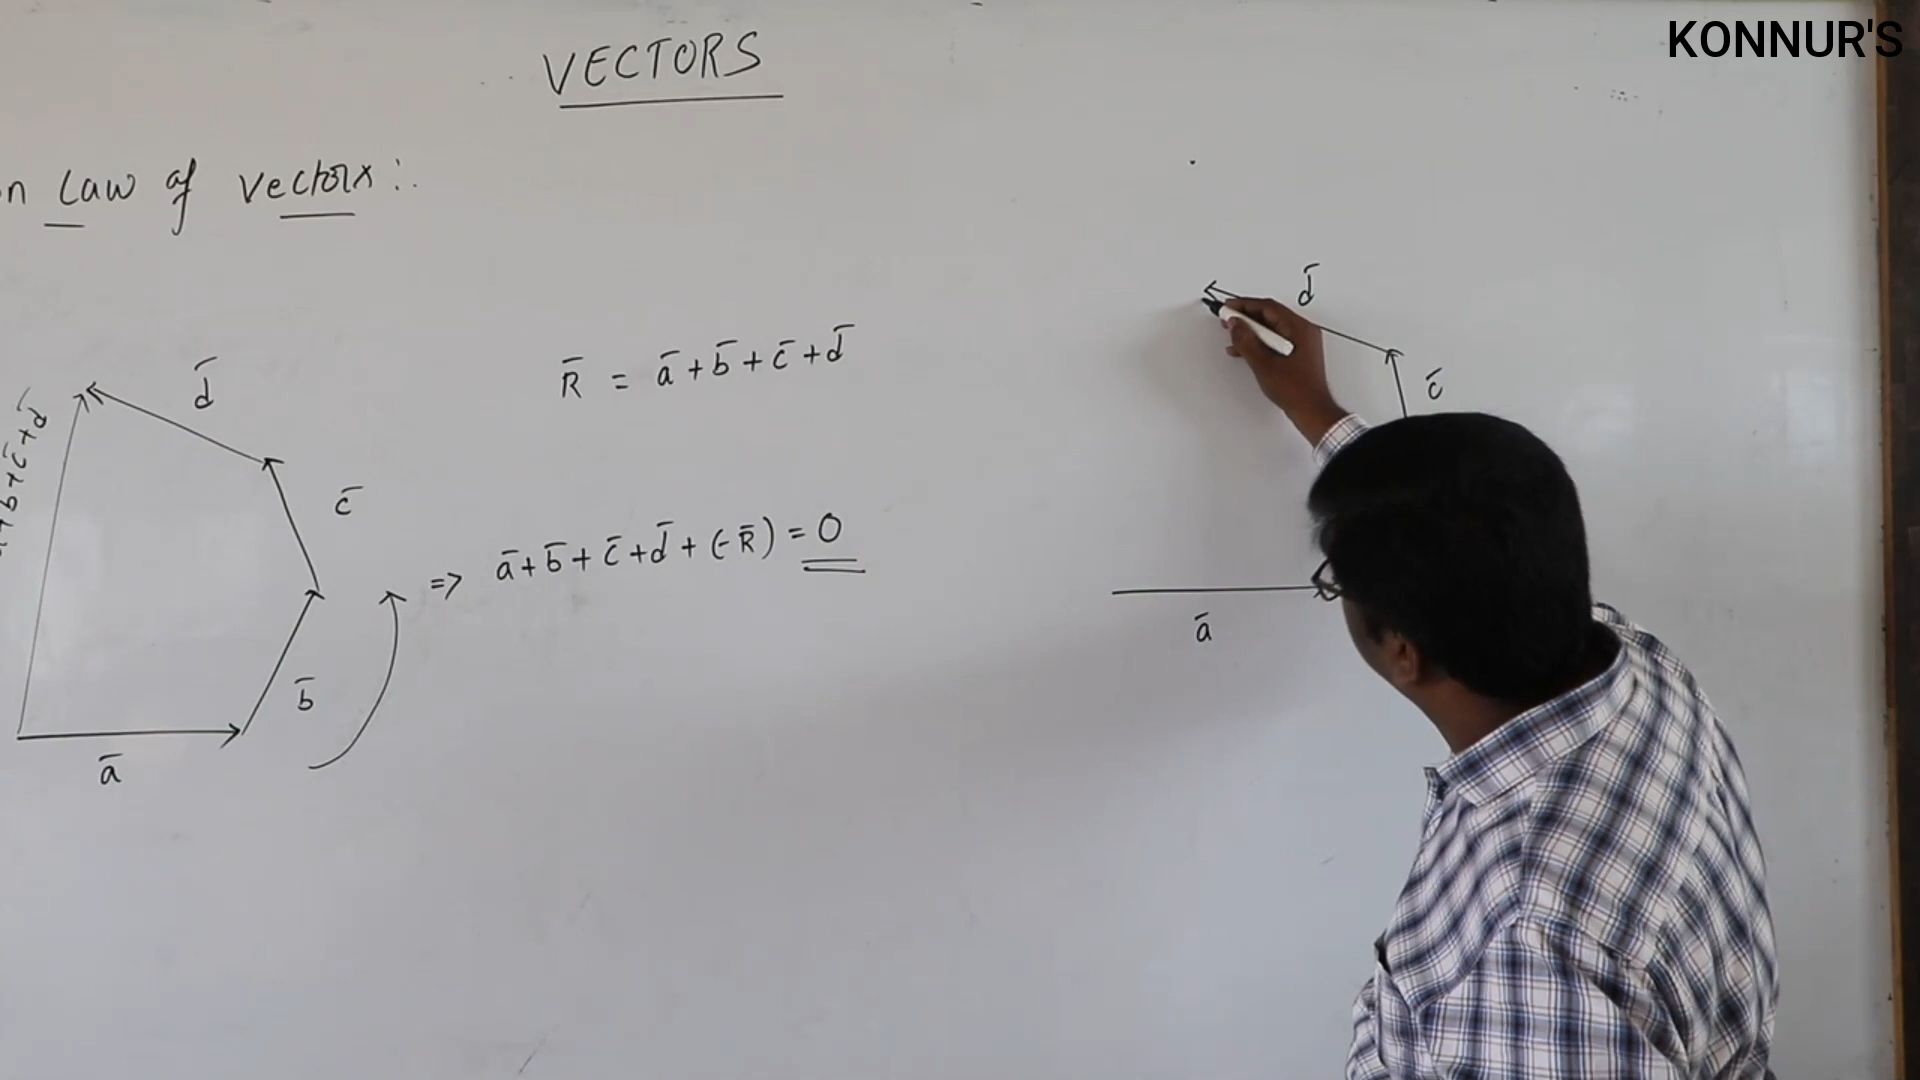 KONNUR'S
VECTORS
n Law of vectors :.
d̄
R̄ = ā + b̄ + c̄ + d̄
+ b̄ + c̄ + d̄
c̄
=> ā + b̄ + c̄ + d̄ + (-R̄) = 0
b̄
ā
d̄
c̄
ā